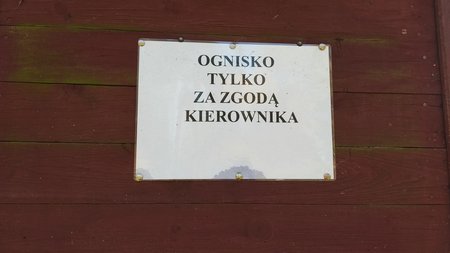 OGNISKO
TYLKO
ZA ZGODĄ
KIEROWNIKA